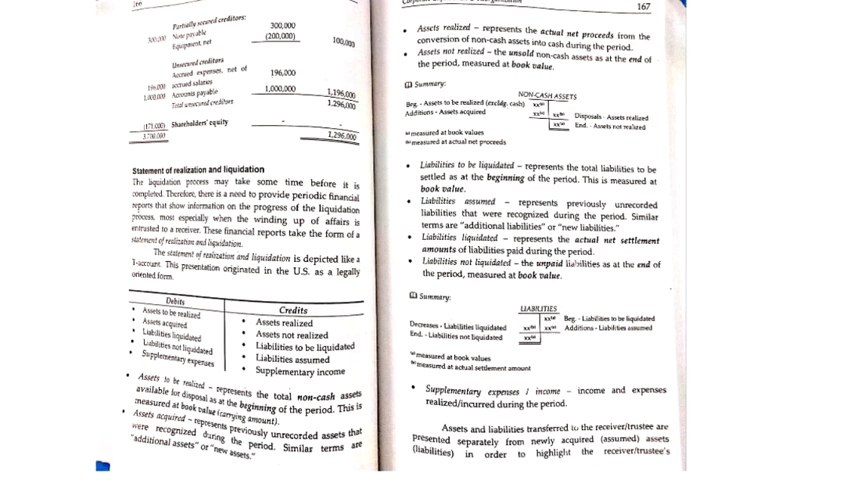 166
Partially secured creditors:
300,000 Note payable 300,000
Equipment, net (200,000) 100,000
Unsecured creditors
Accrued expenses, net of
196,000 accrued salaries 196,000
1,000,000 Accounts payable 1,000,000 1,196,000
Total unsecured creditors 1,296,000
(171,000) Shareholders' equity - -
3,700,000 1,296,000
Statement of realization and liquidation
The liquidation process may take some time before it is
completed. Therefore, there is a need to provide periodic financial
reports that show information on the progress of the liquidation
process, most especially when the winding up of affairs is
entrusted to a receiver. These financial reports take the form of a
statement of realization and liquidation.
The statement of realization and liquidation is depicted like a
T-account. This presentation originated in the U.S. as a legally
oriented form.
Debits Credits
• Assets to be realized • Assets realized
• Assets acquired • Assets not realized
• Liabilities liquidated • Liabilities to be liquidated
• Liabilities not liquidated • Liabilities assumed
• Supplementary expenses • Supplementary income
• Assets to be realized – represents the total non-cash assets
available for disposal as at the beginning of the period. This is
measured at book value (carrying amount).
• Assets acquired – represents previously unrecorded assets that
were recognized during the period. Similar terms are
"additional assets" or "new assets."
167
• Assets realized – represents the actual net proceeds from the
conversion of non-cash assets into cash during the period.
• Assets not realized – the unsold non-cash assets as at the end of
the period, measured at book value.
Summary:
NON-CASH ASSETS
Beg. - Assets to be realized (excldg. cash) xx
Additions - Assets acquired xx xx Disposals - Assets realized
xx End. - Assets not realized
measured at book values
measured at actual net proceeds
• Liabilities to be liquidated – represents the total liabilities to be
settled as at the beginning of the period. This is measured at
book value.
• Liabilities assumed – represents previously unrecorded
liabilities that were recognized during the period. Similar
terms are "additional liabilities" or "new liabilities."
• Liabilities liquidated – represents the actual net settlement
amounts of liabilities paid during the period.
• Liabilities not liquidated – the unpaid liabilities as at the end of
the period, measured at book value.
Summary:
LIABILITIES
xx Beg. - Liabilities to be liquidated
Decreases - Liabilities liquidated xx xx Additions - Liabilities assumed
End. - Liabilities not liquidated xx
measured at book values
measured at actual settlement amount
• Supplementary expenses / income – income and expenses
realized/incurred during the period.
Assets and liabilities transferred to the receiver/trustee are
presented separately from newly acquired (assumed) assets
(liabilities) in order to highlight the receiver/trustee's